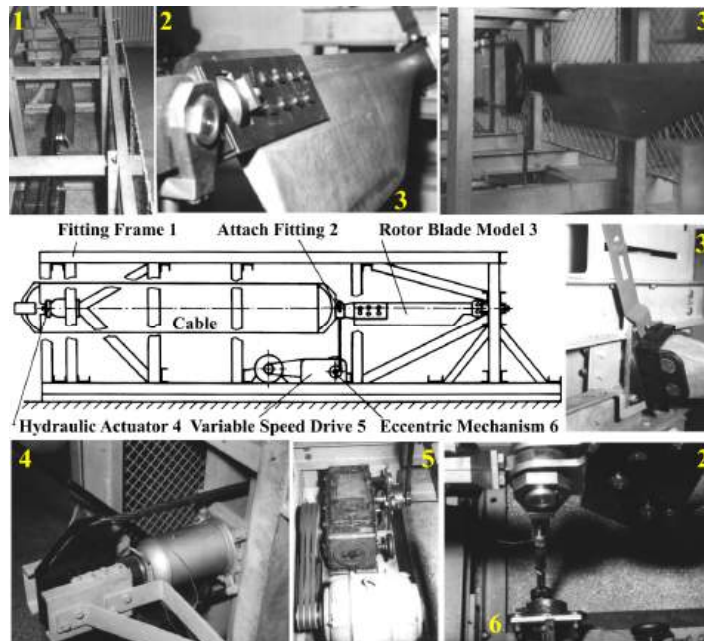 1
2
3
3
Fitting Frame 1
Attach Fitting 2
Rotor Blade Model 3
3
Cable
Hydraulic Actuator 4
Variable Speed Drive 5
Eccentric Mechanism 6
4
5
2
6